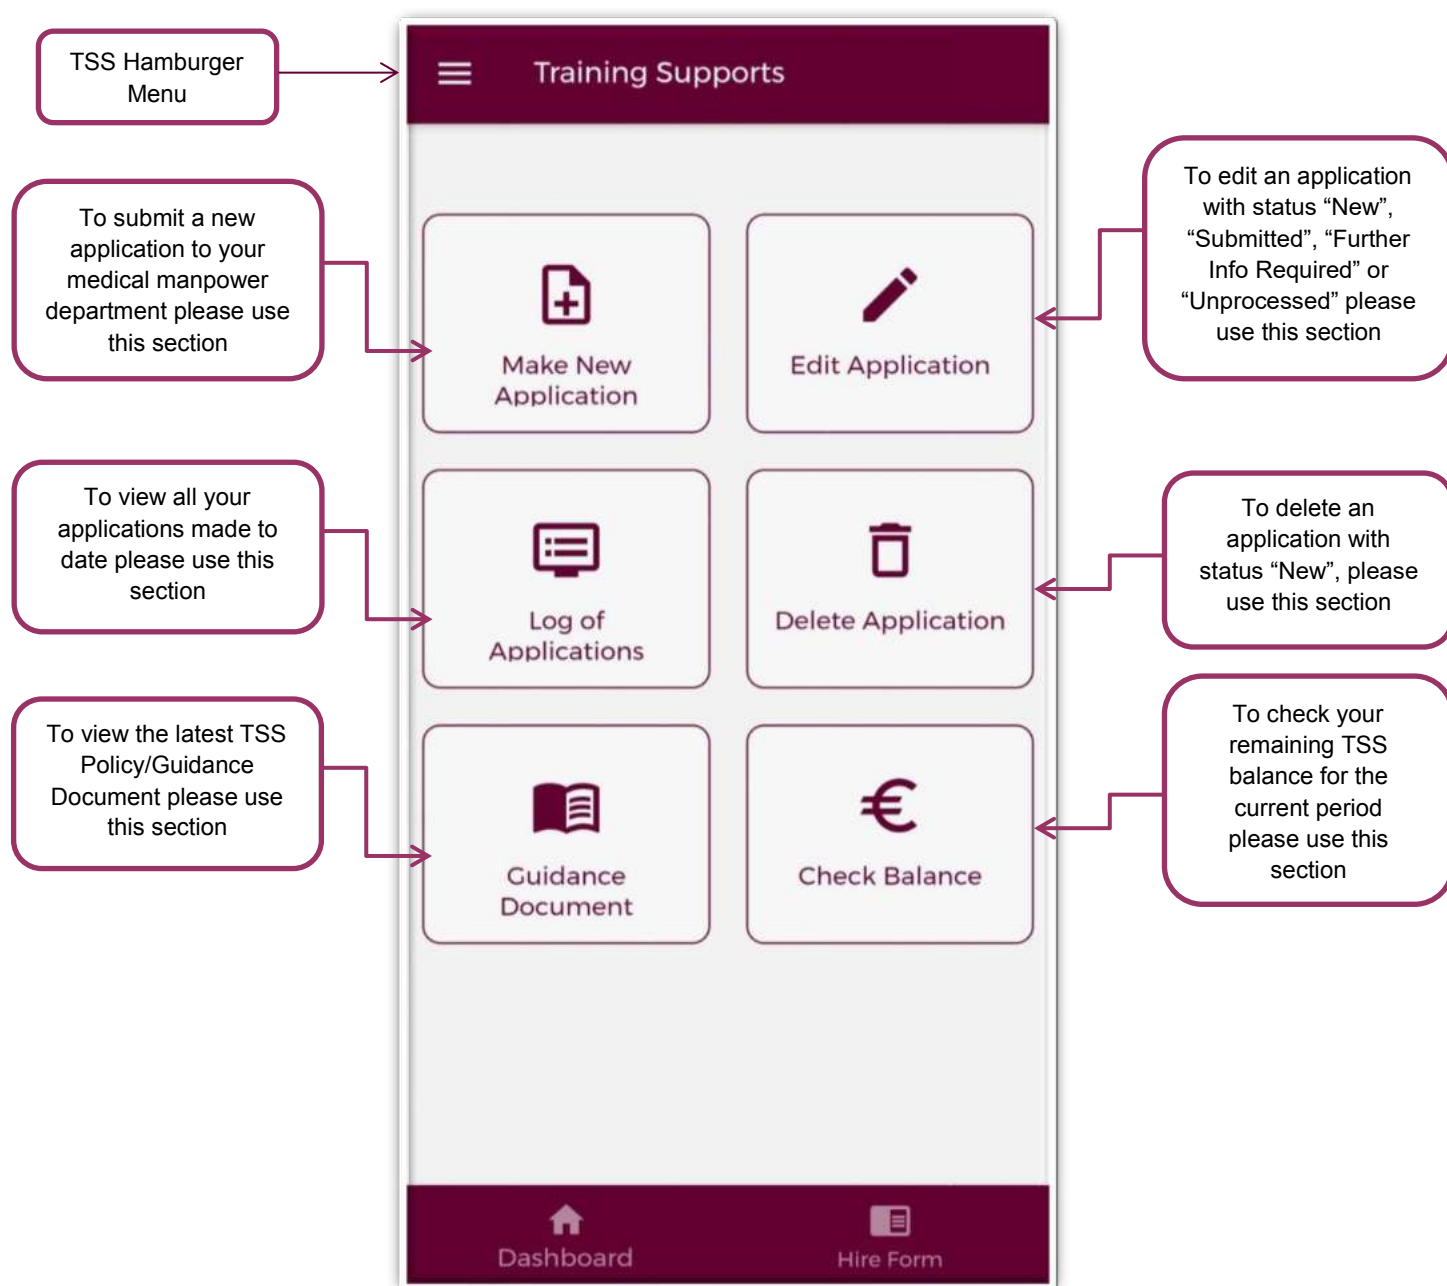 TSS Hamburger
Menu
Training Supports
To submit a new
application to your
medical manpower
department please use
this section
Make New
Application
Edit Application
To edit an application
with status “New”,
“Submitted”, “Further
Info Required” or
“Unprocessed” please
use this section
To view all your
applications made to
date please use this
section
Log of
Applications
Delete Application
To delete an
application with
status “New”, please
use this section
To view the latest TSS
Policy/Guidance
Document please use
this section
Guidance
Document
Check Balance
To check your
remaining TSS
balance for the
current period
please use this
section
Dashboard
Hire Form